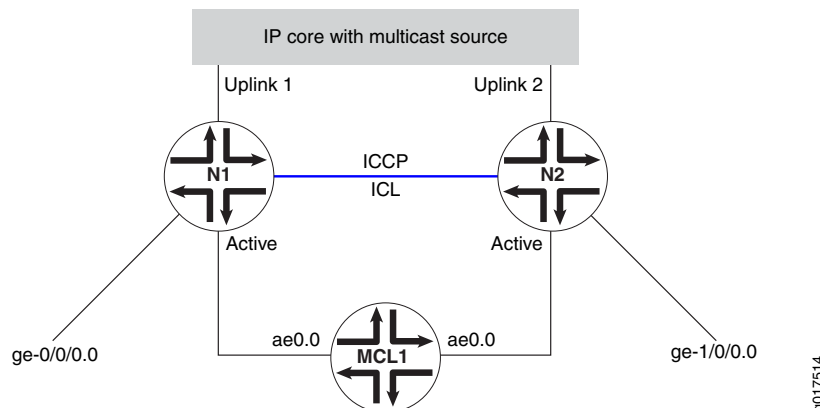 IP core with multicast source
Uplink 1
Uplink 2
N1
ICCP
ICL
N2
Active
Active
ae0.0
MCL1
ae0.0
ge-0/0/0.0
ge-1/0/0.0
g017514